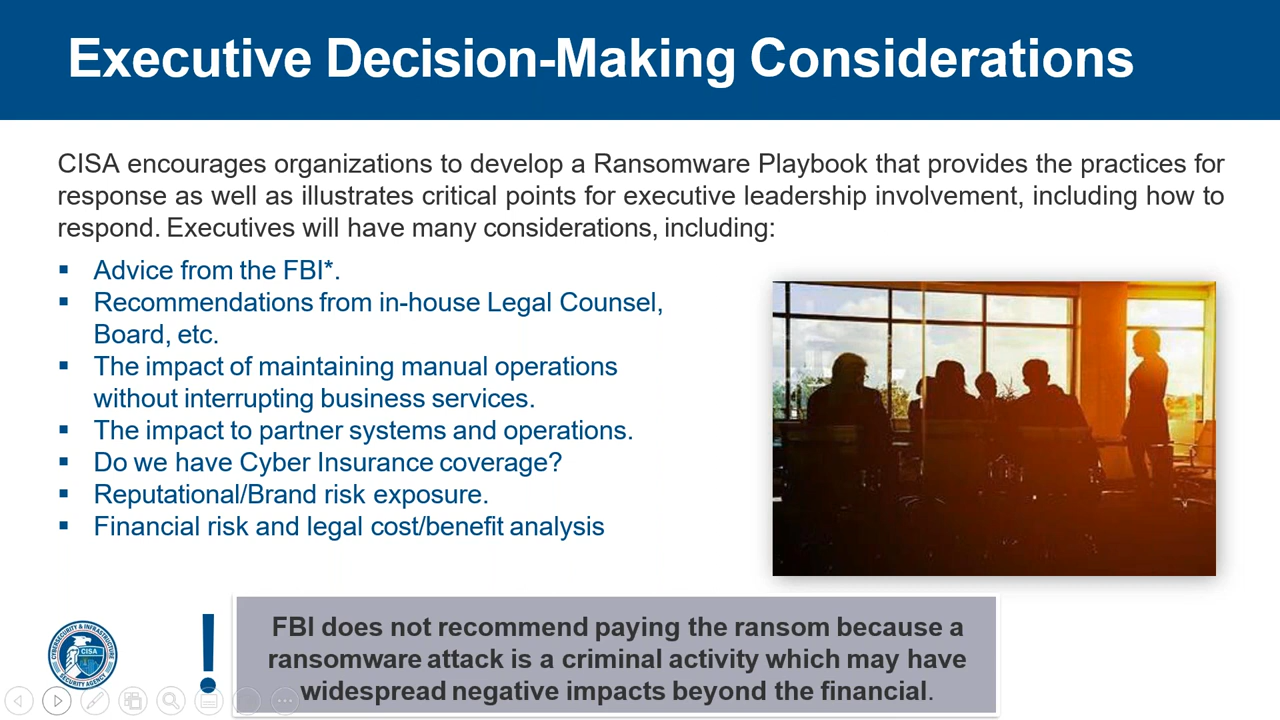 Executive Decision-Making Considerations
CISA encourages organizations to develop a Ransomware Playbook that provides the practices for
response as well as illustrates critical points for executive leadership involvement, including how to
respond. Executives will have many considerations, including:
▪ Advice from the FBI*.
▪ Recommendations from in-house Legal Counsel,
Board, etc.
▪ The impact of maintaining manual operations
without interrupting business services.
▪ The impact to partner systems and operations.
▪ Do we have Cyber Insurance coverage?
▪ Reputational/Brand risk exposure.
▪ Financial risk and legal cost/benefit analysis
!
FBI does not recommend paying the ransom because a
ransomware attack is a criminal activity which may have
widespread negative impacts beyond the financial.
CYBERSECURITY & INFRASTRUCTURE
CISA
SECURITY AGENCY